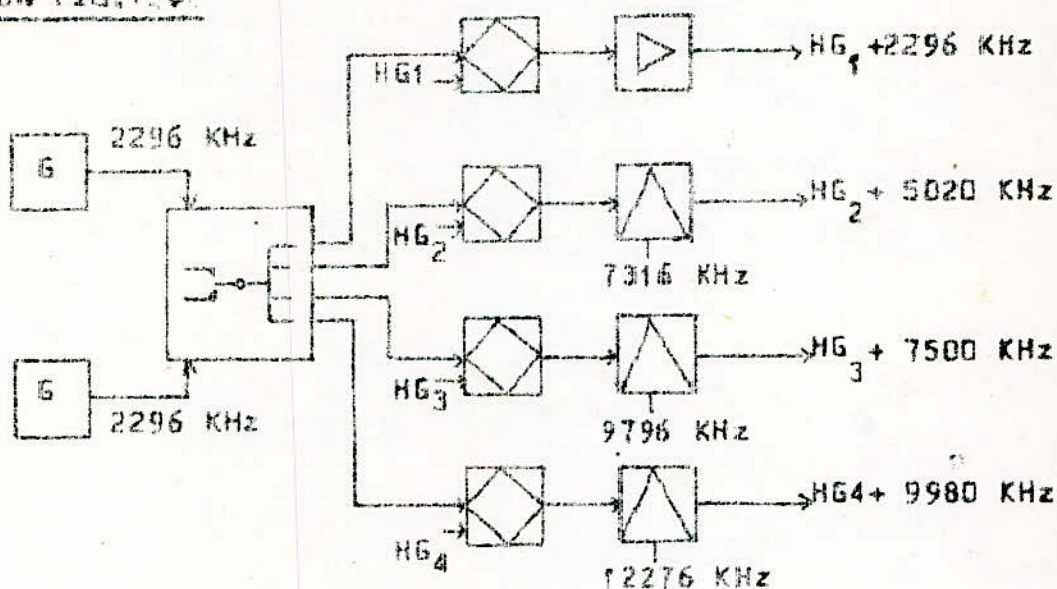 HG1
HG1 +2296 KHz
G
2296 KHz
HG2
HG2 + 5020 KHz
7316 KHz
HG3
HG3 + 7500 KHz
G
2296 KHz
9796 KHz
HG4
HG4+ 9980 KHz
12276 KHz